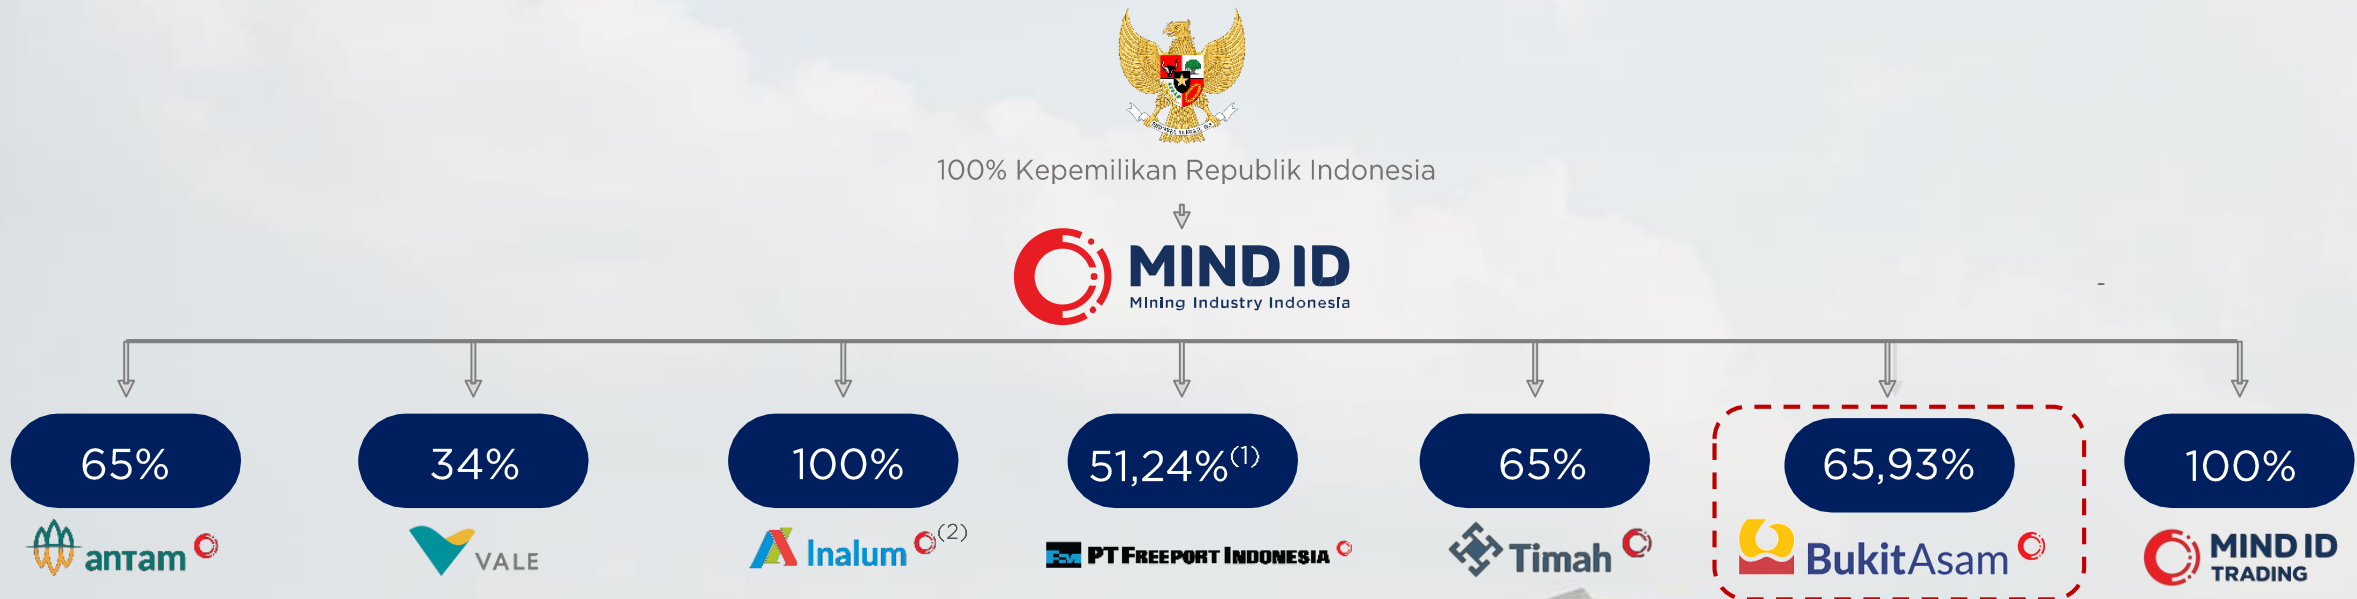 100% Kepemilikan Republik Indonesia
MIND ID
Mining Industry Indonesia
-
65%
34%
100%
51,24%(1)
65%
65,93%
100%
antam
VALE
Inalum (2)
FM PT FREEPORT INDONESIA
Timah
BukitAsam
MIND ID
TRADING